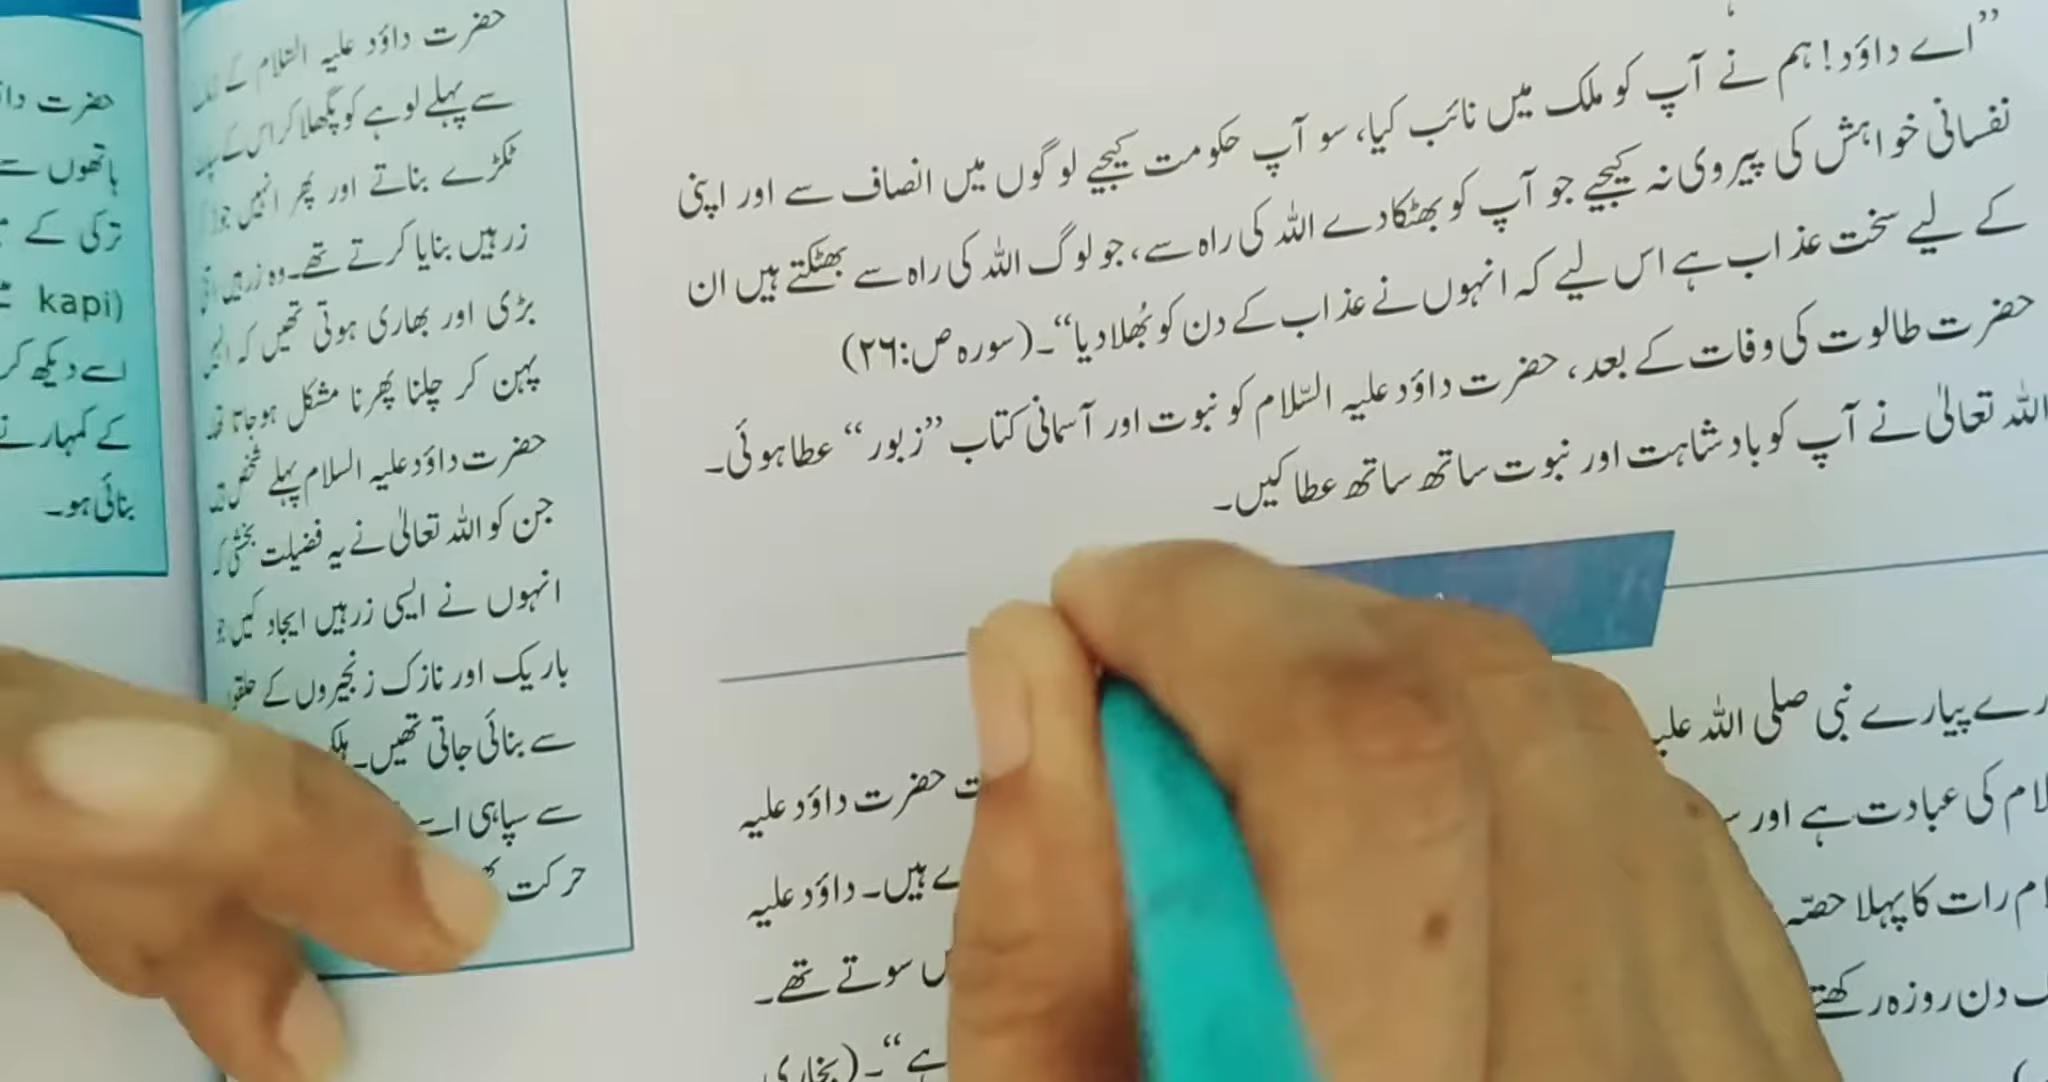 ”اے داؤد! ہم نے آپ کو ملک میں نائب کیا، سو آپ حکومت کیجیے لوگوں میں انصاف سے اور اپنی
نفسانی خواہش کی پیروی نہ کیجیے جو آپ کو بھٹکا دے اللہ کی راہ سے، جو لوگ اللہ کی راہ سے بھٹکتے ہیں ان
کے لیے سخت عذاب ہے اس لیے کہ انہوں نے عذاب کے دن کو بھُلا دیا“۔ (سورہ ص:۲۶)
حضرت طالوت کی وفات کے بعد، حضرت داؤد علیہ السّلام کو نبوت اور آسمانی کتاب ”زبور“ عطا ہوئی۔
اللہ تعالیٰ نے آپ کو بادشاہت اور نبوت ساتھ ساتھ عطا کیں۔
پیارے نبی صلی اللہ
حضرت داؤد علیہ
کی عبادت ہے اور
ہیں۔ داؤد علیہ
رات کا پہلا حصّہ
سوتے تھے۔
دن روزہ رکھتے
ہے“۔ (بخاری
حضرت داؤد علیہ السّلام کے
سے پہلے لوہے کو پگھلا کر اس کے
ٹکڑے بناتے اور پھر انہیں
زرہیں بنایا کرتے تھے۔ وہ زرہیں
بڑی اور بھاری ہوتی تھیں کہ
پہن کر چلنا پھرنا مشکل ہو جاتا
حضرت داؤد علیہ السلام پہلے شخص
جن کو اللہ تعالیٰ نے یہ فضیلت بخشی
انہوں نے ایسی زرہیں ایجاد کیں جو
باریک اور نازک زنجیروں کے
سے بنائی جاتی تھیں۔
سے سپاہی اسے
حرکت
حضرت
ہاتھوں سے
ترکی کے
(kapi
اسے دیکھ کر
کے کمہار نے
بنائی ہو۔